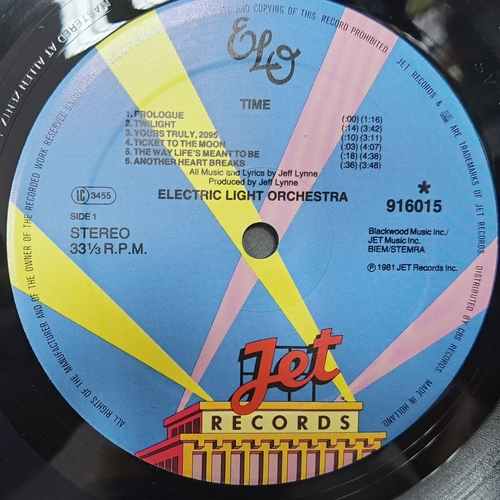 ELO
TIME
1. PROLOGUE (:00) (1:16)
2. TWILIGHT (:14) (3:42)
3. YOURS TRULY, 2095 (:10) (3:11)
4. TICKET TO THE MOON (:03) (4:07)
5. THE WAY LIFE'S MEANT TO BE (:18) (4:38)
6. ANOTHER HEART BREAKS (:36) (3:48)
All Music and Lyrics by Jeff Lynne
Produced by Jeff Lynne
ELECTRIC LIGHT ORCHESTRA
LC 3455
SIDE 1
STEREO
33⅓ R.P.M.
*
916015
Blackwood Music Inc./
JET Music Inc.
BIEM/STEMRA
℗ 1981 JET Records Inc.
Jet
RECORDS
ALL RIGHTS OF THE MANUFACTURER AND OF THE OWNER OF THE RECORDED WORK RESERVED
AND COPYING OF THIS RECORD PROHIBITED
JET RECORDS & ARE TRADEMARKS OF JET RECORDS. DISTRIBUTED BY CBS RECORDS.
MADE IN HOLLAND
MASTERED AT